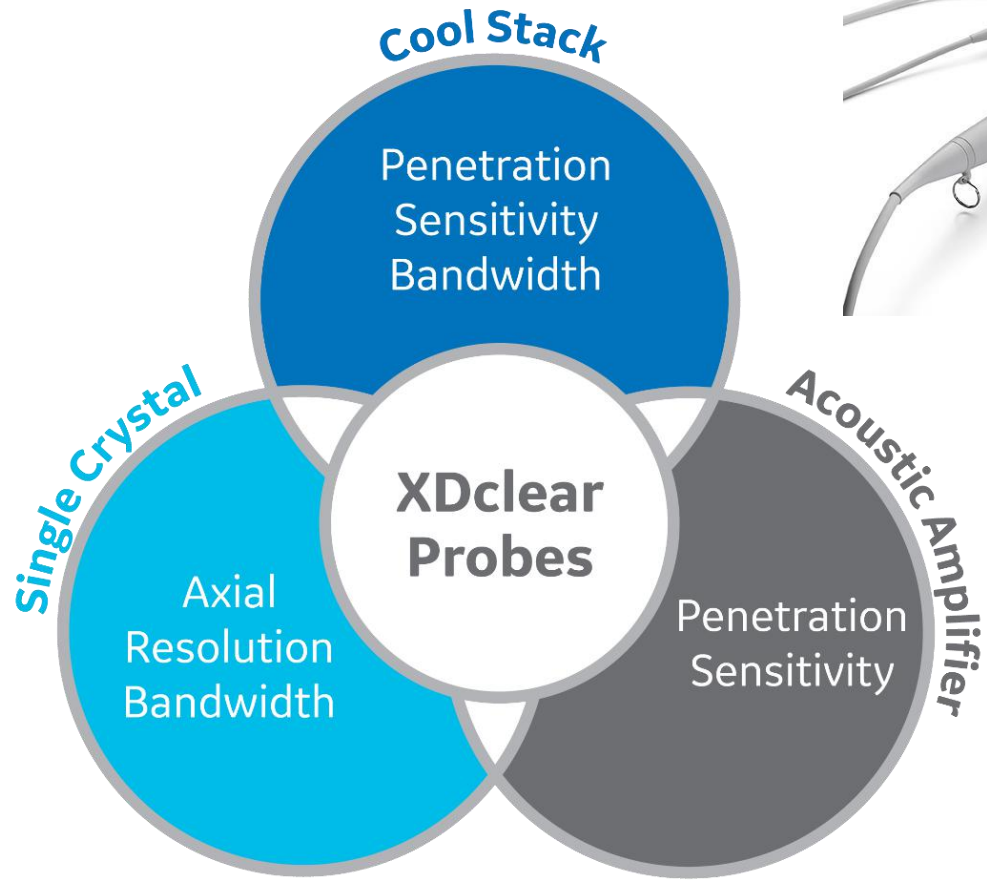 Cool Stack
Penetration
Sensitivity
Bandwidth
Single Crystal
Axial
Resolution
Bandwidth
XDclear
Probes
Acoustic Amplifier
Penetration
Sensitivity